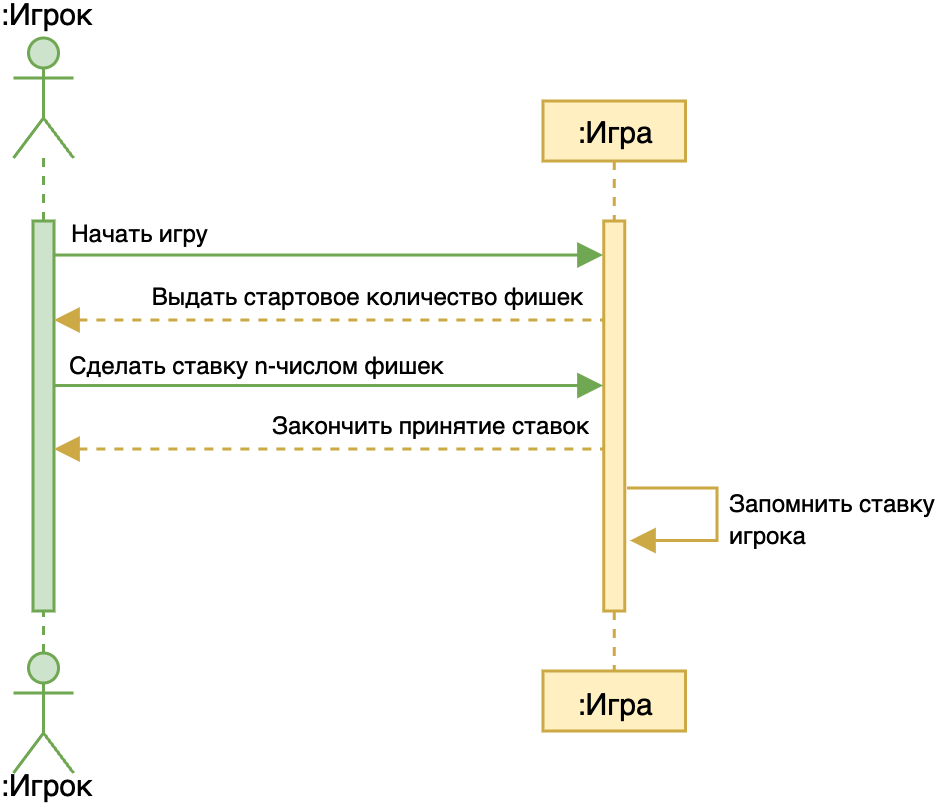 :Игрок
:Игра
Начать игру
Выдать стартовое количество фишек
Сделать ставку n-числом фишек
Закончить принятие ставок
Запомнить ставку
игрока
:Игра
:Игрок